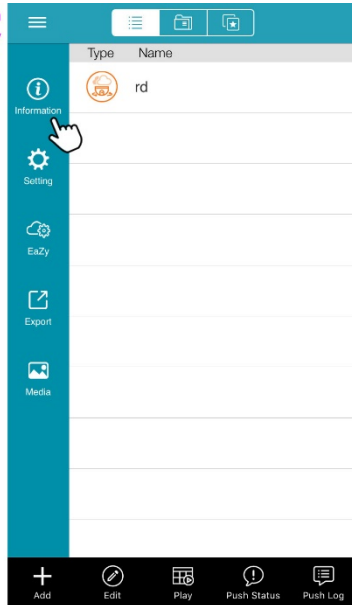 Type Name
rd
Information
Setting
EaZy
Export
Media
Add Edit Play Push Status Push Log